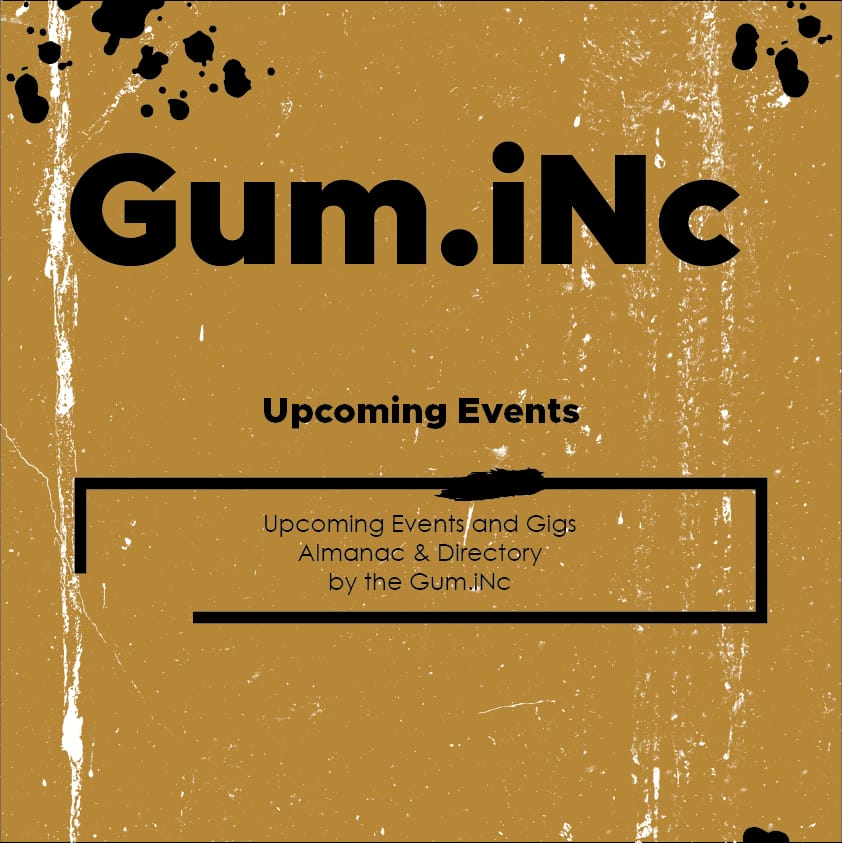 Gum.iNc
Upcoming Events
Upcoming Events and Gigs
Almanac & Directory
by the Gum.iNc